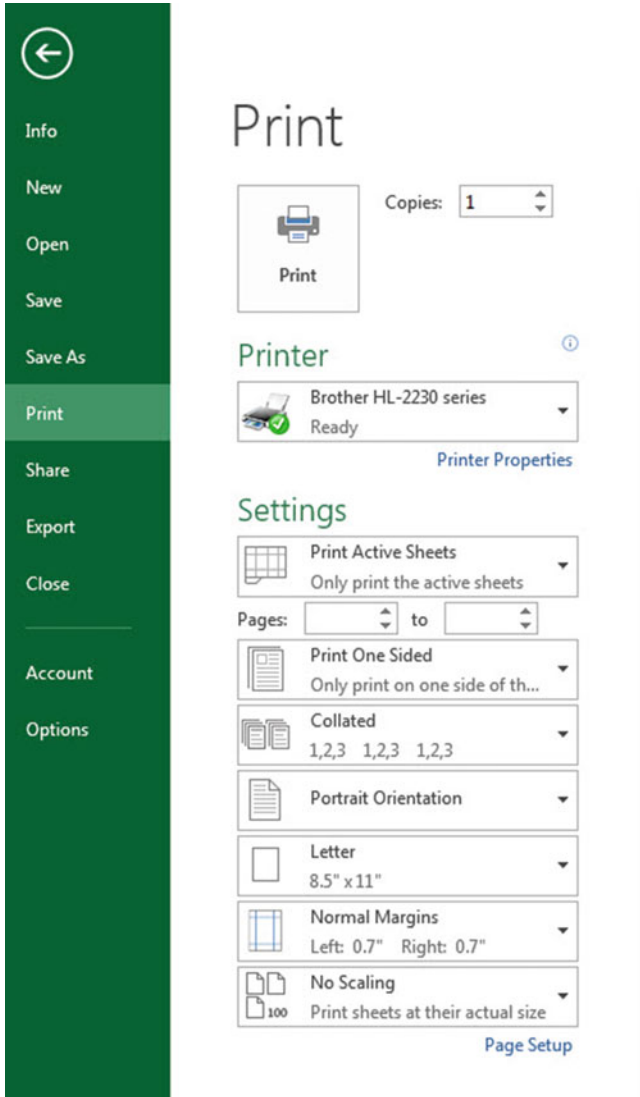 Info
New
Open
Save
Save As
Print
Share
Export
Close
Account
Options
Print
Copies: 1
Print
Printer
Brother HL-2230 series
Ready
Printer Properties
Settings
Print Active Sheets
Only print the active sheets
Pages: to
Print One Sided
Only print on one side of th...
Collated
1,2,3 1,2,3 1,2,3
Portrait Orientation
Letter
8.5" x 11"
Normal Margins
Left: 0.7" Right: 0.7"
No Scaling
100 Print sheets at their actual size
Page Setup